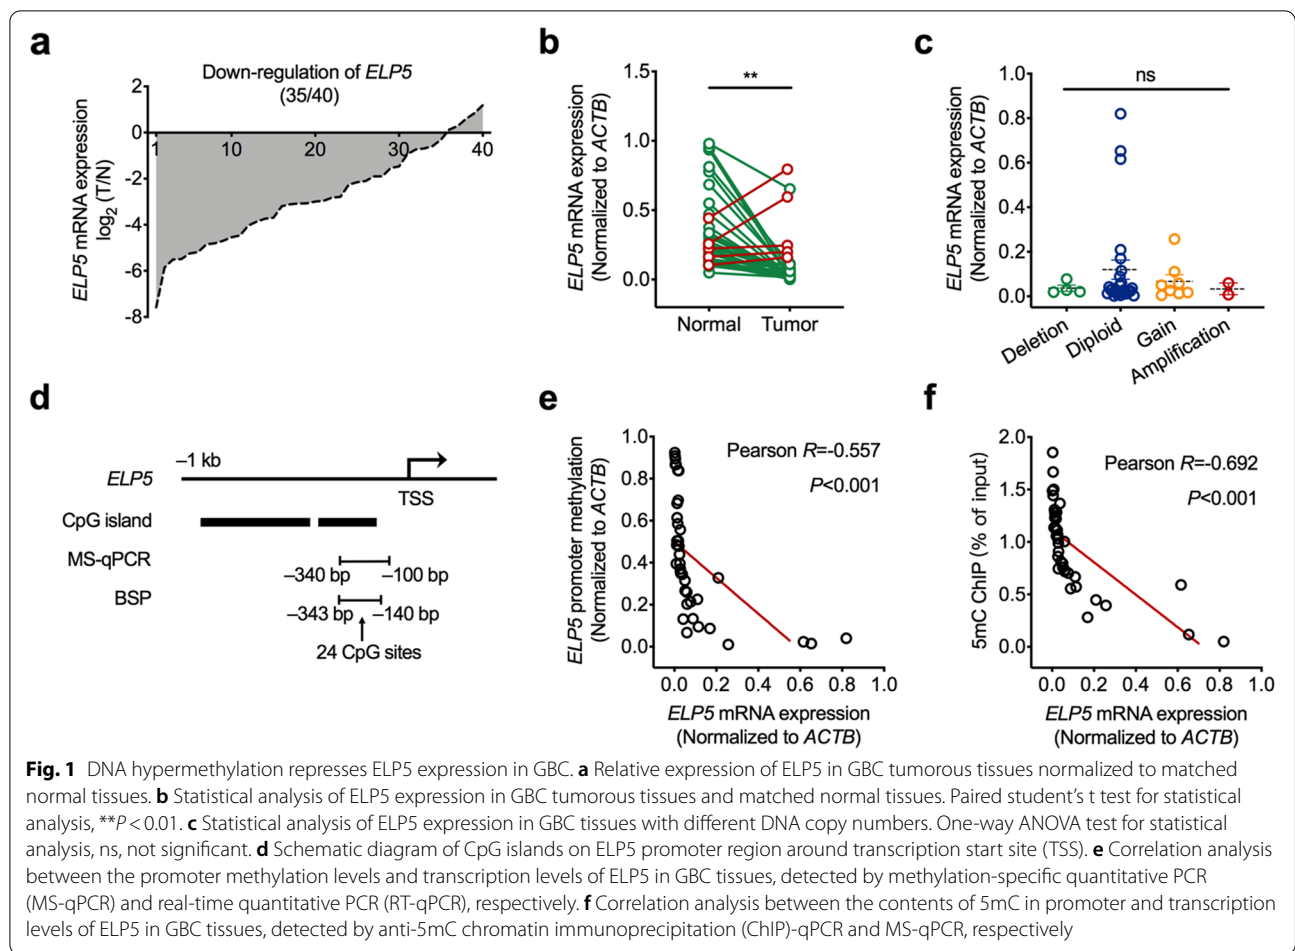 a
Down-regulation of ELP5
(35/40)
ELP5 mRNA expression
log2 (T/N)
2
0
-2
-4
-6
-8
1
10
20
30
40
b
**
ELP5 mRNA expression
(Normalized to ACTB)
1.5
1.0
0.5
0.0
Normal
Tumor
c
ns
ELP5 mRNA expression
(Normalized to ACTB)
1.0
0.8
0.6
0.4
0.2
0.0
Deletion
Diploid
Gain
Amplification
d
–1 kb
ELP5
TSS
CpG island
MS-qPCR
–340 bp
–100 bp
BSP
–343 bp
–140 bp
24 CpG sites
e
Pearson R=-0.557
P<0.001
ELP5 promoter methylation
(Normalized to ACTB)
1.0
0.8
0.6
0.4
0.2
0.0
0.0 0.2 0.4 0.6 0.8 1.0
ELP5 mRNA expression
(Normalized to ACTB)
f
Pearson R=-0.692
P<0.001
5mC ChIP (% of input)
2.0
1.5
1.0
0.5
0.0
0.0 0.2 0.4 0.6 0.8 1.0
ELP5 mRNA expression
(Normalized to ACTB)
Fig. 1 DNA hypermethylation represses ELP5 expression in GBC. a Relative expression of ELP5 in GBC tumorous tissues normalized to matched
normal tissues. b Statistical analysis of ELP5 expression in GBC tumorous tissues and matched normal tissues. Paired student's t test for statistical
analysis, **P < 0.01. c Statistical analysis of ELP5 expression in GBC tissues with different DNA copy numbers. One-way ANOVA test for statistical
analysis, ns, not significant. d Schematic diagram of CpG islands on ELP5 promoter region around transcription start site (TSS). e Correlation analysis
between the promoter methylation levels and transcription levels of ELP5 in GBC tissues, detected by methylation-specific quantitative PCR
(MS-qPCR) and real-time quantitative PCR (RT-qPCR), respectively. f Correlation analysis between the contents of 5mC in promoter and transcription
levels of ELP5 in GBC tissues, detected by anti-5mC chromatin immunoprecipitation (ChIP)-qPCR and MS-qPCR, respectively